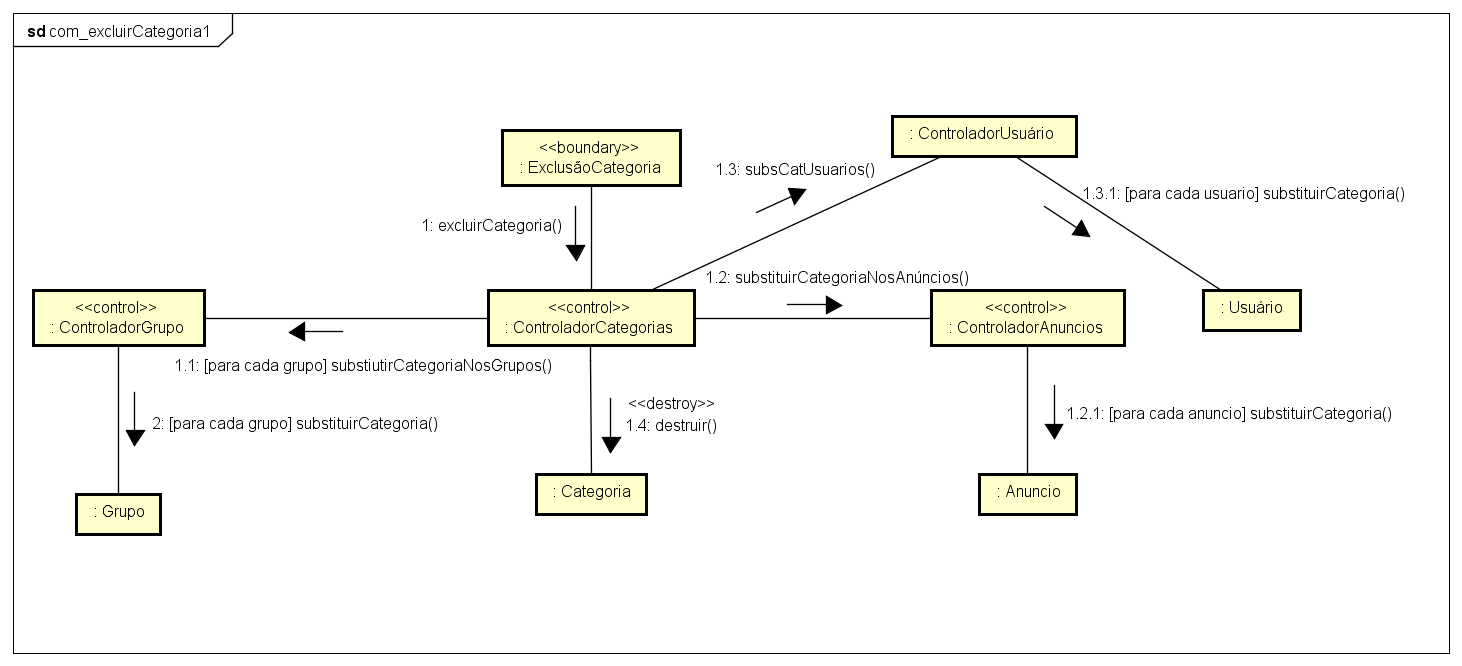 sd com_excluirCategoria1
: ControladorUsuário
<<boundary>>
: ExclusãoCategoria
1.3: subsCatUsuarios()
1.3.1: [para cada usuario] substituirCategoria()
1: excluirCategoria()
1.2: substituirCategoriaNosAnúncios()
<<control>>
: ControladorGrupo
<<control>>
: ControladorCategorias
<<control>>
: ControladorAnuncios
: Usuário
1.1: [para cada grupo] substiutirCategoriaNosGrupos()
<<destroy>>
1.4: destruir()
2: [para cada grupo] substituirCategoria()
1.2.1: [para cada anuncio] substituirCategoria()
: Grupo
: Categoria
: Anuncio